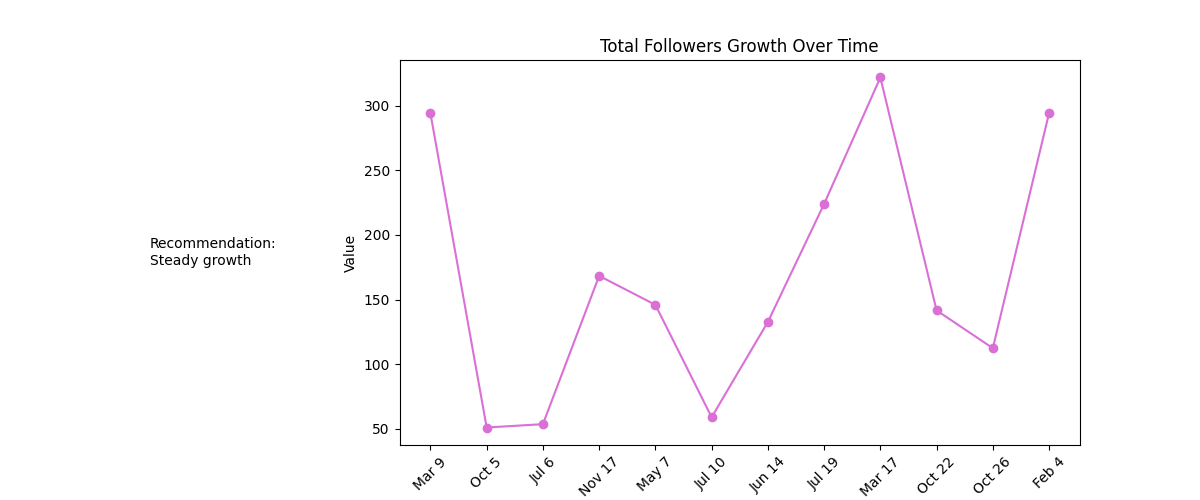 Total Followers Growth Over Time
Recommendation:
Steady growth
Value
300
250
200
150
100
50
Mar 9
Oct 5
Jul 6
Nov 17
May 7
Jul 10
Jun 14
Jul 19
Mar 17
Oct 22
Oct 26
Feb 4